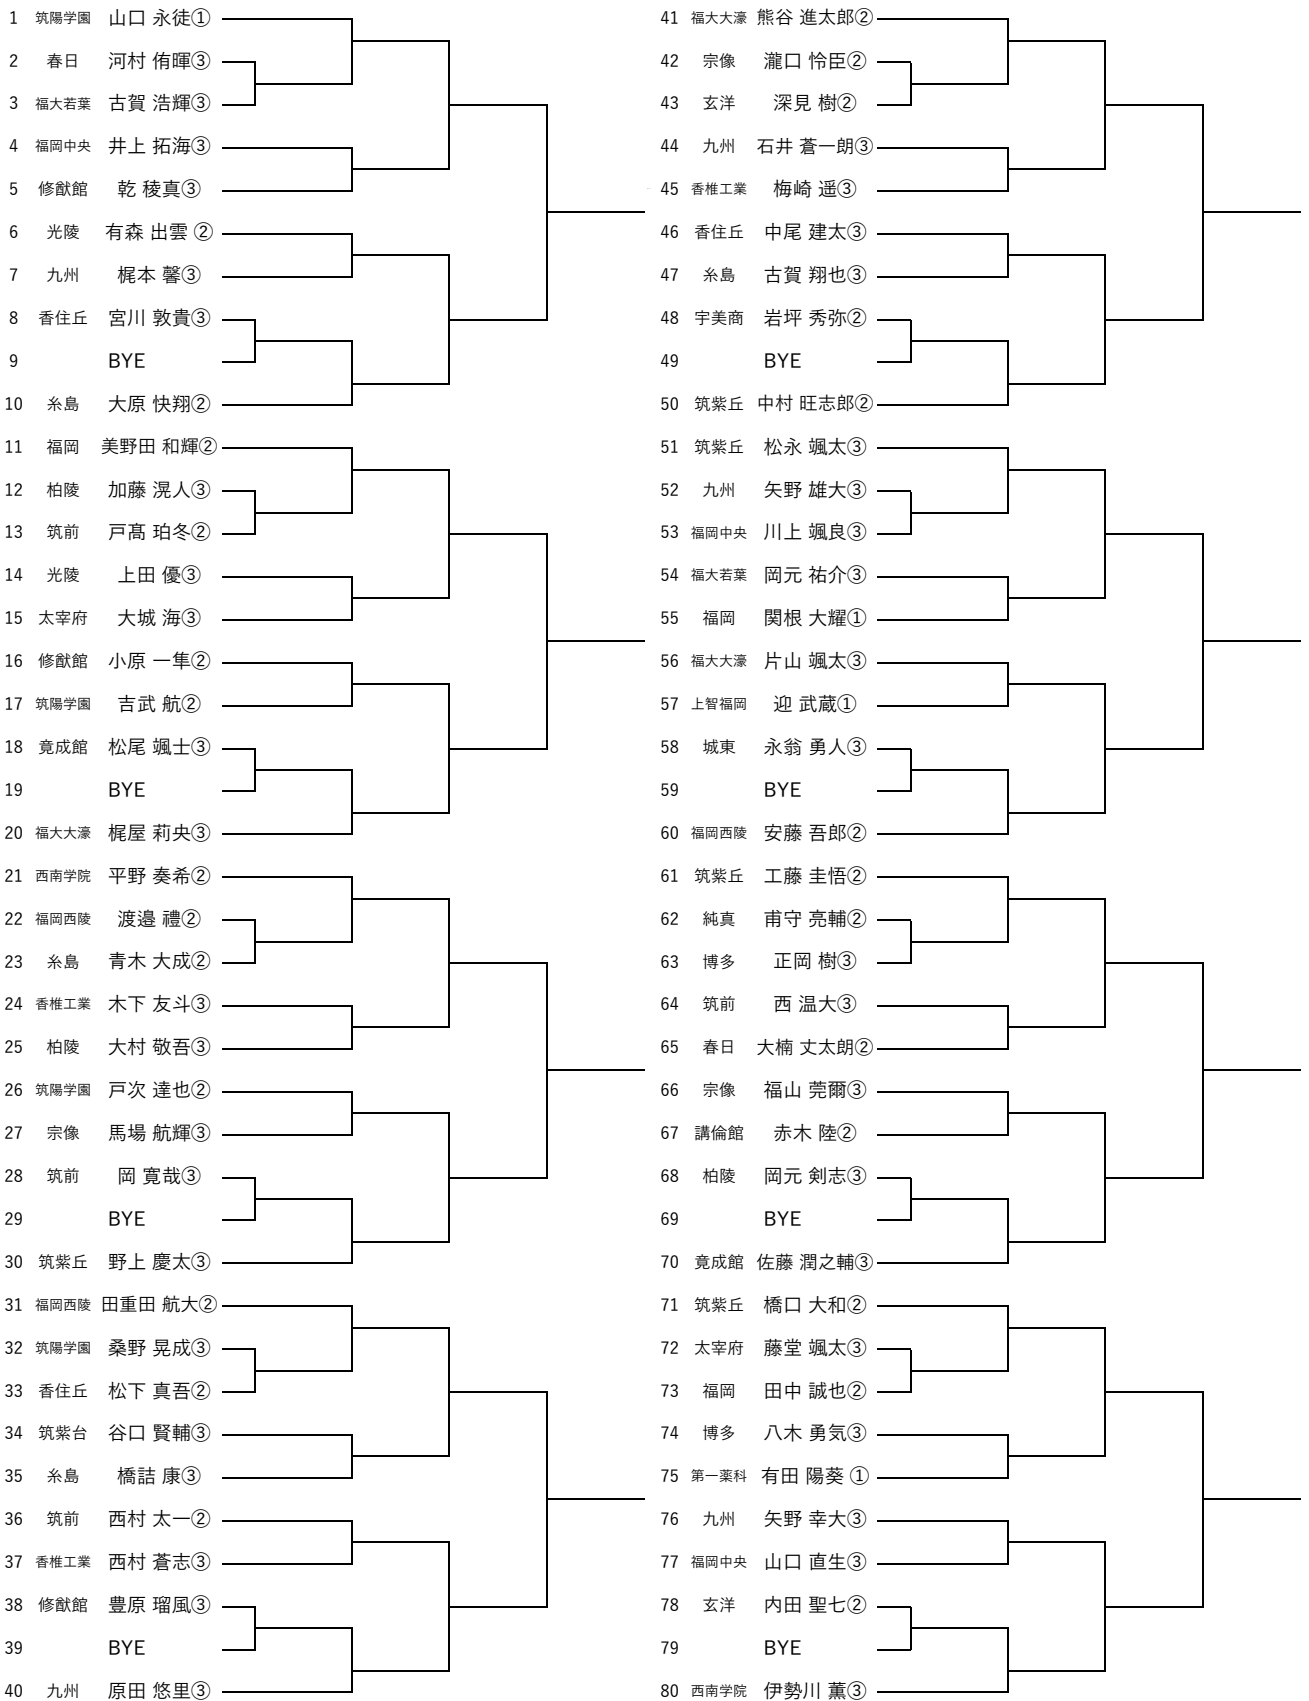 1 筑陽学園 山口 永徒①
2 春日 河村 侑暉③
3 福大若葉 古賀 浩輝③
4 福岡中央 井上 拓海③
5 修猷館 乾 稜真③
6 光陵 有森 出雲 ②
7 九州 梶本 馨③
8 香住丘 宮川 敦貴③
9 BYE
10 糸島 大原 快翔②
11 福岡 美野田 和輝②
12 柏陵 加藤 滉人③
13 筑前 戸髙 珀冬②
14 光陵 上田 優③
15 太宰府 大城 海③
16 修猷館 小原 一隼②
17 筑陽学園 吉武 航②
18 竟成館 松尾 颯士③
19 BYE
20 福大大濠 梶屋 莉央③
21 西南学院 平野 奏希②
22 福岡西陵 渡邉 禮②
23 糸島 青木 大成②
24 香椎工業 木下 友斗③
25 柏陵 大村 敬吾③
26 筑陽学園 戸次 達也②
27 宗像 馬場 航輝③
28 筑前 岡 寛哉③
29 BYE
30 筑紫丘 野上 慶太③
31 福岡西陵 田重田 航大②
32 筑陽学園 桑野 晃成③
33 香住丘 松下 真吾②
34 筑紫台 谷口 賢輔③
35 糸島 橋詰 康③
36 筑前 西村 太一②
37 香椎工業 西村 蒼志③
38 修猷館 豊原 瑠風③
39 BYE
40 九州 原田 悠里③
41 福大大濠 熊谷 進太郎②
42 宗像 瀧口 怜臣②
43 玄洋 深見 樹②
44 九州 石井 蒼一朗③
45 香椎工業 梅崎 遥③
46 香住丘 中尾 建太③
47 糸島 古賀 翔也③
48 宇美商 岩坪 秀弥②
49 BYE
50 筑紫丘 中村 旺志郎②
51 筑紫丘 松永 颯太③
52 九州 矢野 雄大③
53 福岡中央 川上 颯良③
54 福大若葉 岡元 祐介③
55 福岡 関根 大耀①
56 福大大濠 片山 颯太③
57 上智福岡 迎 武蔵①
58 城東 永翁 勇人③
59 BYE
60 福岡西陵 安藤 吾郎②
61 筑紫丘 工藤 圭悟②
62 純真 甫守 亮輔②
63 博多 正岡 樹③
64 筑前 西 温大③
65 春日 大楠 丈太朗②
66 宗像 福山 莞爾③
67 講倫館 赤木 陸②
68 柏陵 岡元 剣志③
69 BYE
70 竟成館 佐藤 潤之輔③
71 筑紫丘 橋口 大和②
72 太宰府 藤堂 颯太③
73 福岡 田中 誠也②
74 博多 八木 勇気③
75 第一薬科 有田 陽葵 ①
76 九州 矢野 幸大③
77 福岡中央 山口 直生③
78 玄洋 内田 聖七②
79 BYE
80 西南学院 伊勢川 薫③